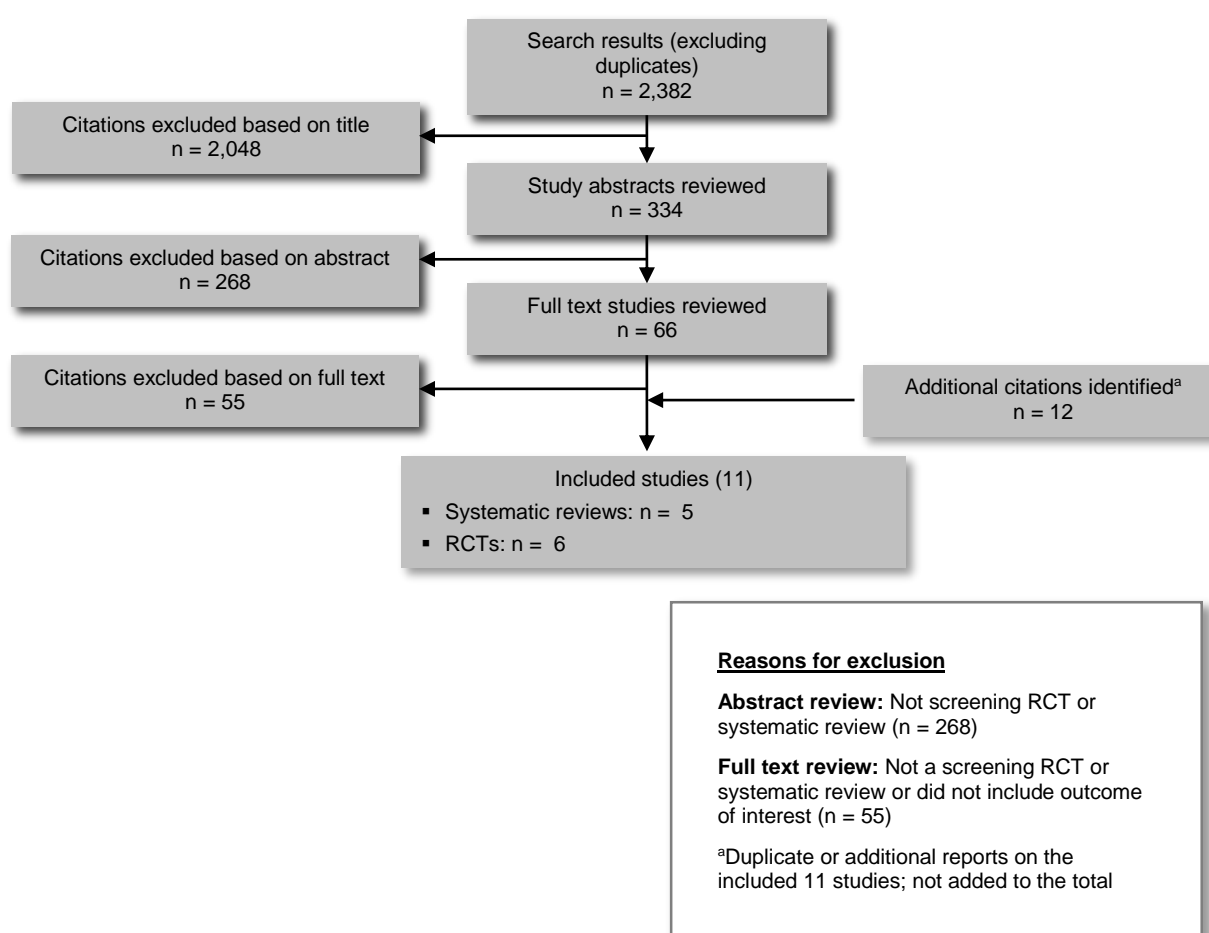 Search results (excluding
duplicates)
n = 2,382
Citations excluded based on title
n = 2,048
Study abstracts reviewed
n = 334
Citations excluded based on abstract
n = 268
Full text studies reviewed
n = 66
Citations excluded based on full text
n = 55
Additional citations identifiedᵃ
n = 12
Included studies (11)
▪ Systematic reviews: n = 5
▪ RCTs: n = 6
Reasons for exclusion
Abstract review: Not screening RCT or
systematic review (n = 268)
Full text review: Not a screening RCT or
systematic review or did not include outcome
of interest (n = 55)
ᵃDuplicate or additional reports on the
included 11 studies; not added to the total